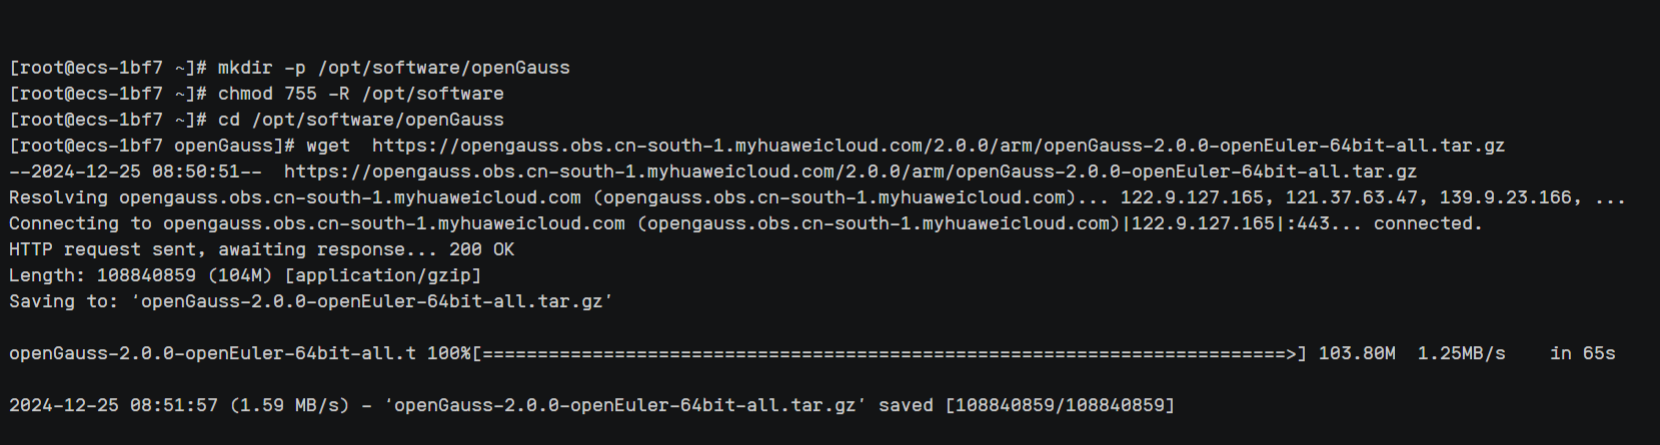 [root@ecs-1bf7 ~]# mkdir -p /opt/software/openGauss
[root@ecs-1bf7 ~]# chmod 755 -R /opt/software
[root@ecs-1bf7 ~]# cd /opt/software/openGauss
[root@ecs-1bf7 openGauss]# wget  https://opengauss.obs.cn-south-1.myhuaweicloud.com/2.0.0/arm/openGauss-2.0.0-openEuler-64bit-all.tar.gz
--2024-12-25 08:50:51--  https://opengauss.obs.cn-south-1.myhuaweicloud.com/2.0.0/arm/openGauss-2.0.0-openEuler-64bit-all.tar.gz
Resolving opengauss.obs.cn-south-1.myhuaweicloud.com (opengauss.obs.cn-south-1.myhuaweicloud.com)... 122.9.127.165, 121.37.63.47, 139.9.23.166, ...
Connecting to opengauss.obs.cn-south-1.myhuaweicloud.com (opengauss.obs.cn-south-1.myhuaweicloud.com)|122.9.127.165|:443... connected.
HTTP request sent, awaiting response... 200 OK
Length: 108840859 (104M) [application/gzip]
Saving to: ‘openGauss-2.0.0-openEuler-64bit-all.tar.gz’
openGauss-2.0.0-openEuler-64bit-all.t 100%[=========================================================================>] 103.80M  1.25MB/s    in 65s
2024-12-25 08:51:57 (1.59 MB/s) - ‘openGauss-2.0.0-openEuler-64bit-all.tar.gz’ saved [108840859/108840859]